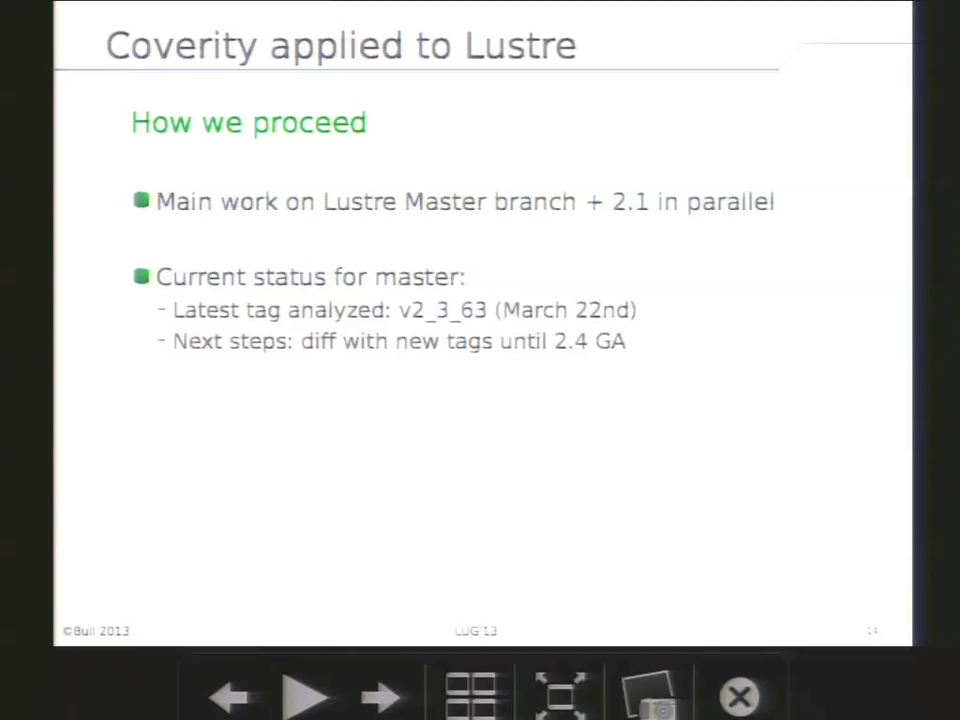 Coverity applied to Lustre
How we proceed
Main work on Lustre Master branch + 2.1 in parallel
Current status for master:
- Latest tag analyzed: v2_3_63 (March 22nd)
- Next steps: diff with new tags until 2.4 GA
©Bull 2013
LUG'13
14